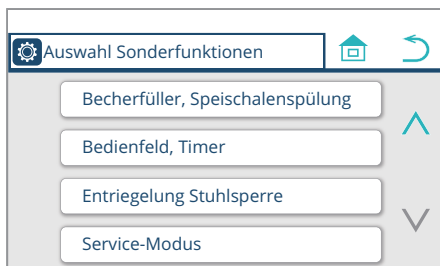 Auswahl Sonderfunktionen
Becherfüller, Speischalenspülung
Bedienfeld, Timer
Entriegelung Stuhlsperre
Service-Modus